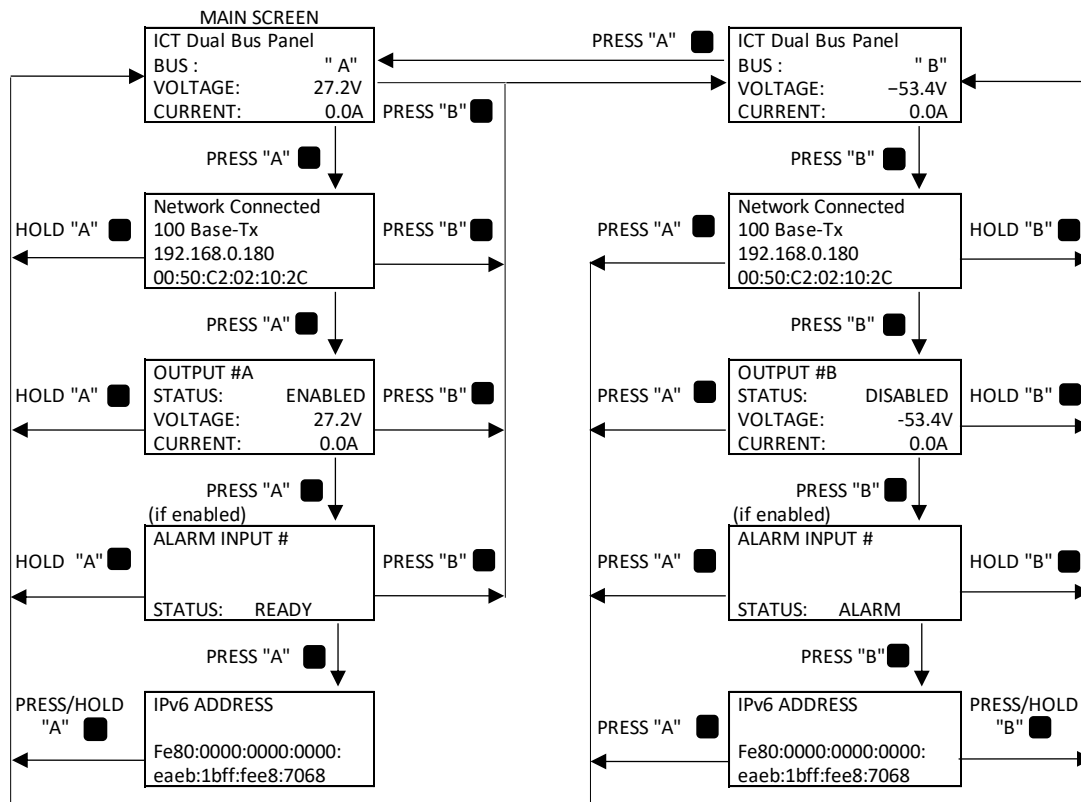 MAIN SCREEN
ICT Dual Bus Panel
BUS : " A"
VOLTAGE: 27.2V
CURRENT: 0.0A
PRESS "A"
PRESS "B"
ICT Dual Bus Panel
BUS : " B"
VOLTAGE: −53.4V
CURRENT: 0.0A
PRESS "A"
PRESS "B"
HOLD "A"
Network Connected
100 Base-Tx
192.168.0.180
00:50:C2:02:10:2C
PRESS "B"
PRESS "A"
Network Connected
100 Base-Tx
192.168.0.180
00:50:C2:02:10:2C
HOLD "B"
PRESS "A"
PRESS "B"
HOLD "A"
OUTPUT #A
STATUS: ENABLED
VOLTAGE: 27.2V
CURRENT: 0.0A
PRESS "B"
PRESS "A"
OUTPUT #B
STATUS: DISABLED
VOLTAGE: -53.4V
CURRENT: 0.0A
HOLD "B"
PRESS "A"
PRESS "B"
(if enabled)
HOLD "A"
ALARM INPUT #
STATUS: READY
PRESS "B"
(if enabled)
PRESS "A"
ALARM INPUT #
STATUS: ALARM
HOLD "B"
PRESS "A"
PRESS "B"
PRESS/HOLD
"A"
IPv6 ADDRESS
Fe80:0000:0000:0000:
eaeb:1bff:fee8:7068
PRESS "A"
IPv6 ADDRESS
Fe80:0000:0000:0000:
eaeb:1bff:fee8:7068
PRESS/HOLD
"B"